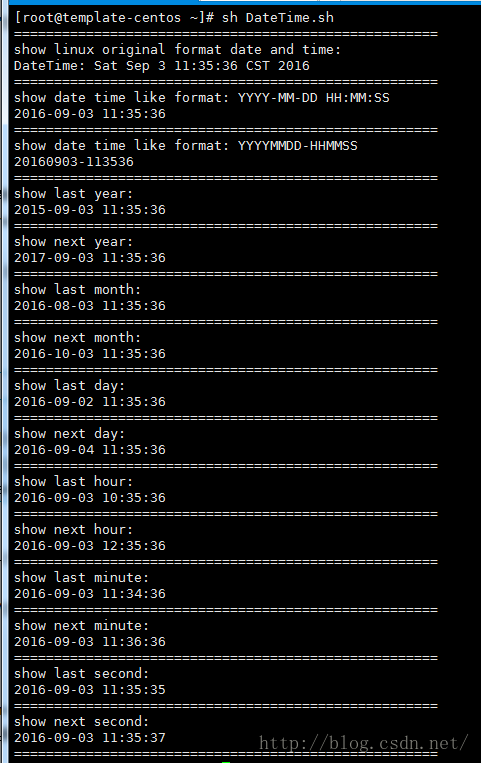 [root@template-centos ~]# sh DateTime.sh
=====================================================
show linux original format date and time:
DateTime: Sat Sep 3 11:35:36 CST 2016
=====================================================
show date time like format: YYYY-MM-DD HH:MM:SS
2016-09-03 11:35:36
=====================================================
show date time like format: YYYYMMDD-HHMMSS
20160903-113536
=====================================================
show last year:
2015-09-03 11:35:36
=====================================================
show next year:
2017-09-03 11:35:36
=====================================================
show last month:
2016-08-03 11:35:36
=====================================================
show next month:
2016-10-03 11:35:36
=====================================================
show last day:
2016-09-02 11:35:36
=====================================================
show next day:
2016-09-04 11:35:36
=====================================================
show last hour:
2016-09-03 10:35:36
=====================================================
show next hour:
2016-09-03 12:35:36
=====================================================
show last minute:
2016-09-03 11:34:36
=====================================================
show next minute:
2016-09-03 11:36:36
=====================================================
show last second:
2016-09-03 11:35:35
=====================================================
show next second:
2016-09-03 11:35:37
http://blog.csdn.net/
=====================================================